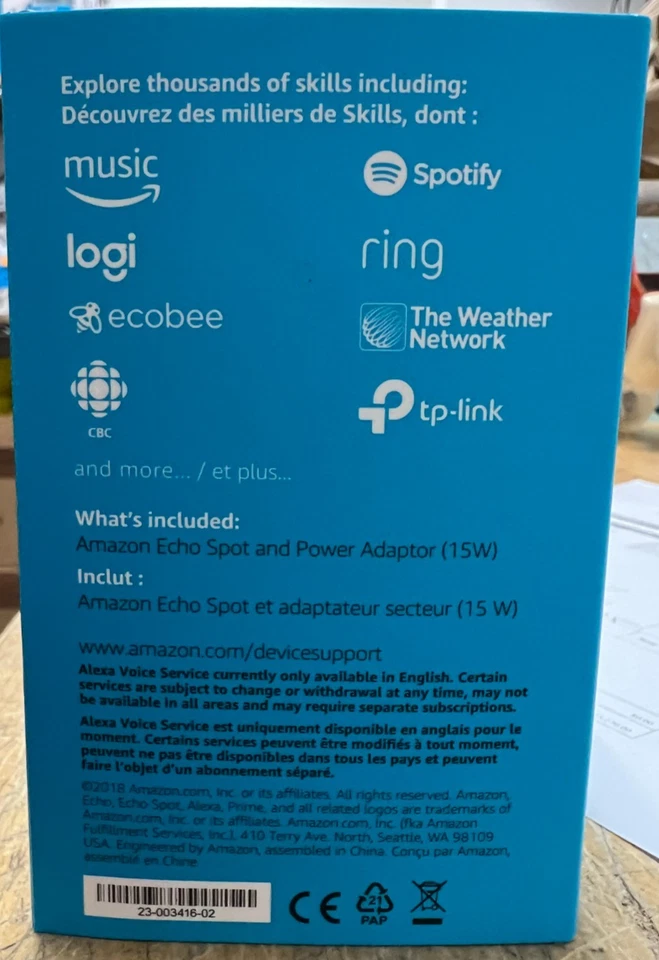 Explore thousands of skills including:
Découvrez des milliers de Skills, dont :
music
Spotify
logi
ring
ecobee
The Weather
Network
CBC
tp-link
and more... / et plus...
What's included:
Amazon Echo Spot and Power Adaptor (15W)
Inclut :
Amazon Echo Spot et adaptateur secteur (15 W)
www.amazon.com/devicesupport
Alexa Voice Service currently only available in English. Certain
services are subject to change or withdrawal at any time, may not
be available in all areas and may require separate subscriptions.
Alexa Voice Service est uniquement disponible en anglais pour le
moment. Certains services peuvent être modifiés à tout moment,
peuvent ne pas être disponibles dans tous les pays et peuvent
faire l'objet d'un abonnement séparé.
©2018 Amazon.com, Inc. or its affiliates. All rights reserved. Amazon,
Echo, Echo Spot, Alexa, Prime, and all related logos are trademarks of
Amazon.com, Inc. or its affiliates. Amazon.com, Inc. (fka Amazon
Fulfillment Services, Inc.), 410 Terry Ave. North, Seattle, WA 98109
USA. Engineered by Amazon, assembled in China. Conçu par Amazon,
assemblé en Chine
23-003416-02
CE
21
PAP